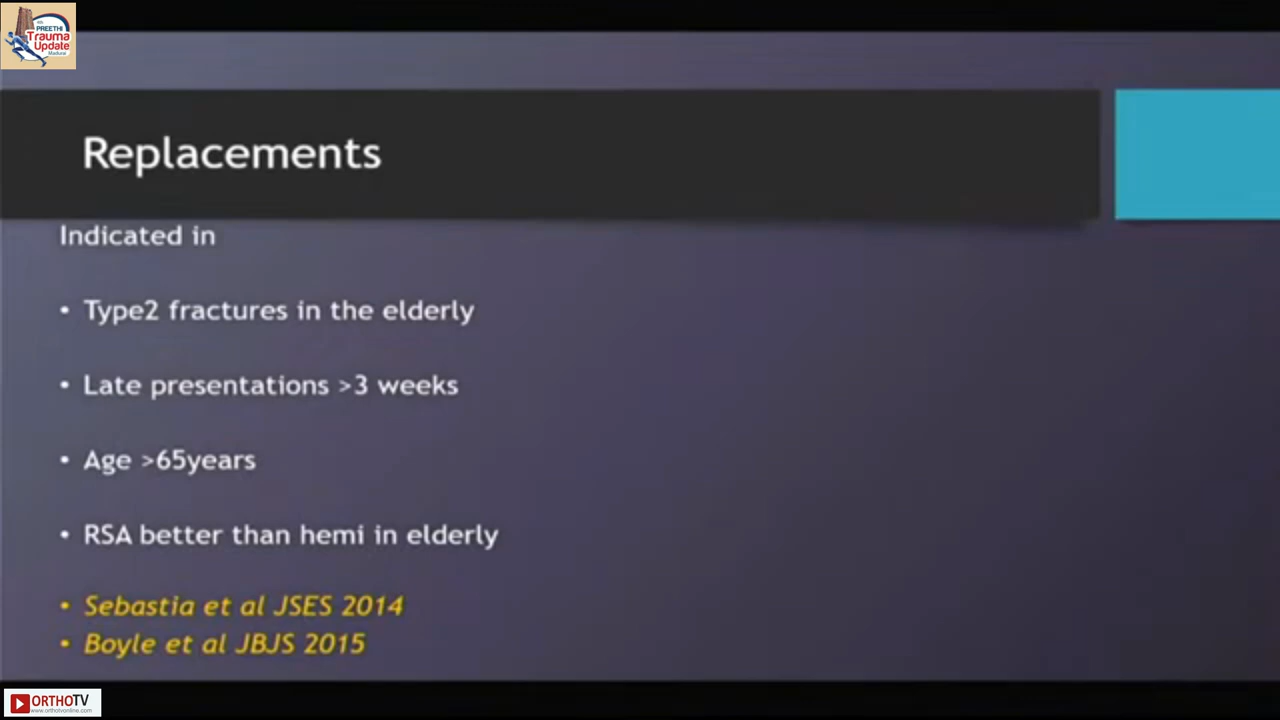 PREETHI
Trauma
Update
Madurai
Replacements
Indicated in
• Type2 fractures in the elderly
• Late presentations >3 weeks
• Age >65years
• RSA better than hemi in elderly
• Sebastia et al JSES 2014
• Boyle et al JBJS 2015
ORTHOTV
www.orthotvonline.com